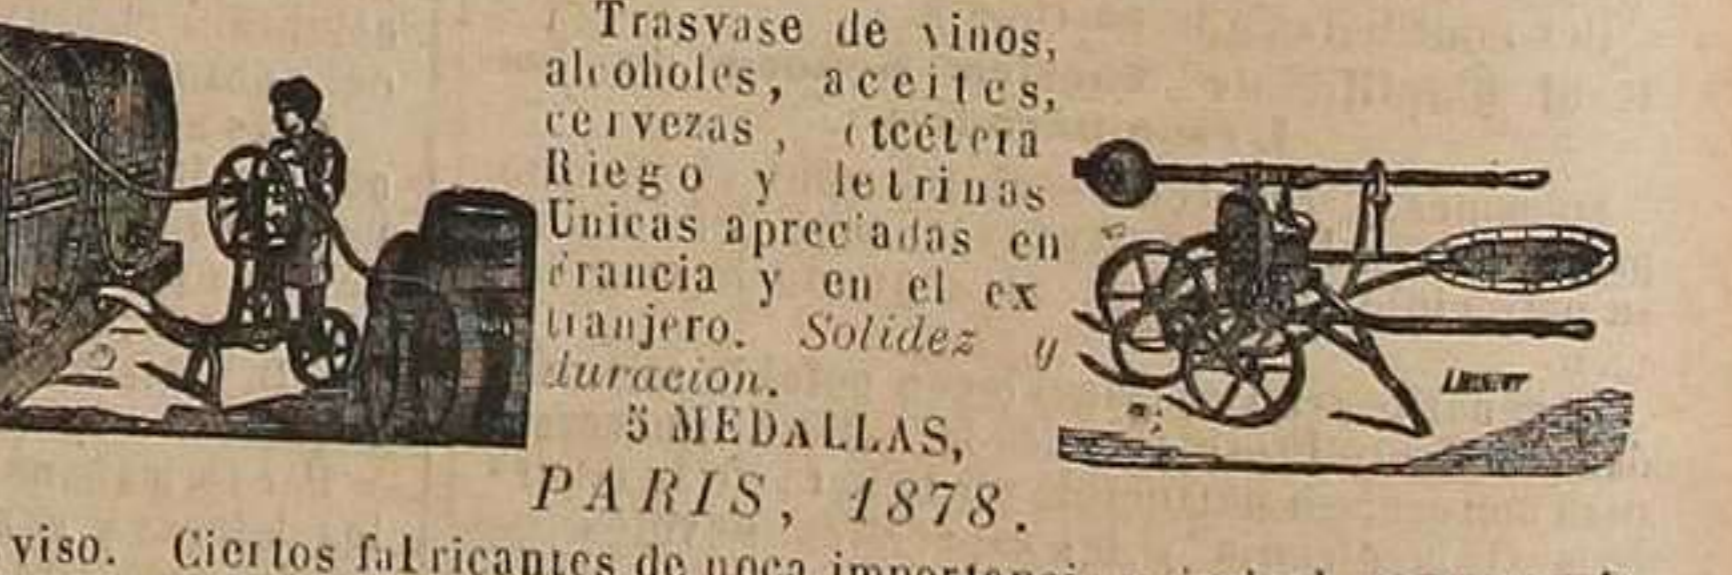 Trasvase de vinos,
alcoholes, aceites,
cervezas, etcétera
Riego y letrinas
Unicas apreciadas en
Francia y en el ex
tranjero. Solidez y
duracion.
5 MEDALLAS,
PARIS, 1878.
viso. Ciertos fabricantes de poca